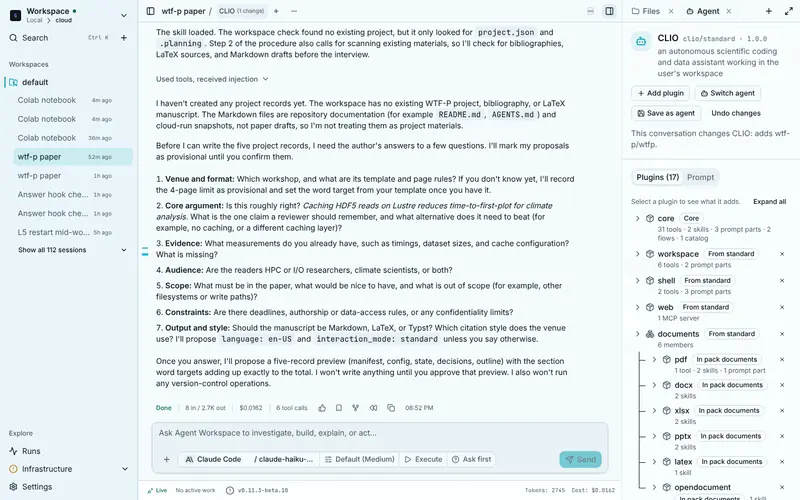 Workspace
Local > cloud
Search
Ctrl K
Workspaces
default
Colab notebook 4m ago
Colab notebook 4m ago
Colab notebook 36m ago
wtf-p paper 52m ago
wtf-p paper 1h ago
Answer hook che... 1h ago
Answer hook che... 1h ago
L5 restart mid-wo... 5h ago
Show all 112 sessions
Explore
Runs
Infrastructure
Settings
wtf-p paper / CLIO (1 change)
The skill loaded. The workspace check found no existing project, but it only looked for project.json and
.planning. Step 2 of the procedure also calls for scanning existing materials, so I'll check for bibliographies,
LaTeX sources, and Markdown drafts before the interview.
Used tools, received injection
I haven't created any project records yet. The workspace has no existing WTF-P project, bibliography, or LaTeX
manuscript. The Markdown files are repository documentation (for example README.md, AGENTS.md) and
cloud-run snapshots, not paper drafts, so I'm not treating them as project materials.
Before I can write the five project records, I need the author's answers to a few questions. I'll mark my proposals
as provisional until you confirm them.
1. Venue and format: Which workshop, and what are its template and page rules? If you don't know yet, I'll record
the 4-page limit as provisional and set the word target from your template once you have it.
2. Core argument: Is this roughly right? Caching HDF5 reads on Lustre reduces time-to-first-plot for climate
analysis. What is the one claim a reviewer should remember, and what alternative does it need to beat (for
example, no caching, or a different caching layer)?
3. Evidence: What measurements do you already have, such as timings, dataset sizes, and cache configuration?
What is missing?
4. Audience: Are the readers HPC or I/O researchers, climate scientists, or both?
5. Scope: What must be in the paper, what would be nice to have, and what is out of scope (for example, other
filesystems or write paths)?
6. Constraints: Are there deadlines, authorship or data-access rules, or any confidentiality limits?
7. Output and style: Should the manuscript be Markdown, LaTeX, or Typst? Which citation style does the venue
use? I'll propose language: en-US and interaction_mode: standard unless you say otherwise.
Once you answer, I'll propose a five-record preview (manifest, config, state, decisions, outline) with the section
word targets adding up exactly to the total. I won't write anything until you approve that preview. I also won't run
any version-control operations.
Done 8 in / 2.7K out $0.0162 6 tool calls 08:52 PM
Ask Agent Workspace to investigate, build, explain, or act...
Claude Code / claude-haiku-... Default (Medium) Execute Ask first Send
Live No active work v0.11.3-beta.10 Tokens: 2745 Cost: $0.0162
Files Agent
CLIO clio/standard · 1.0.0
an autonomous scientific coding
and data assistant working in the
user's workspace
Add plugin Switch agent
Save as agent Undo changes
This conversation changes CLIO: adds wtf-
p/wtfp.
Plugins (17) Prompt
Select a plugin to see what it adds. Expand all
core Core
31 tools · 2 skills · 3 prompt parts · 2
flows · 1 catalog
workspace From standard
6 tools · 2 prompt parts
shell From standard
2 tools · 3 prompt parts
web From standard
1 MCP server
documents From standard
6 members
pdf In pack documents
1 tool · 2 skills · 1 prompt part
docx In pack documents
2 skills
xlsx In pack documents
2 skills
pptx In pack documents
2 skills
latex In pack documents
1 skill
opendocument
In pack documents 1 skill